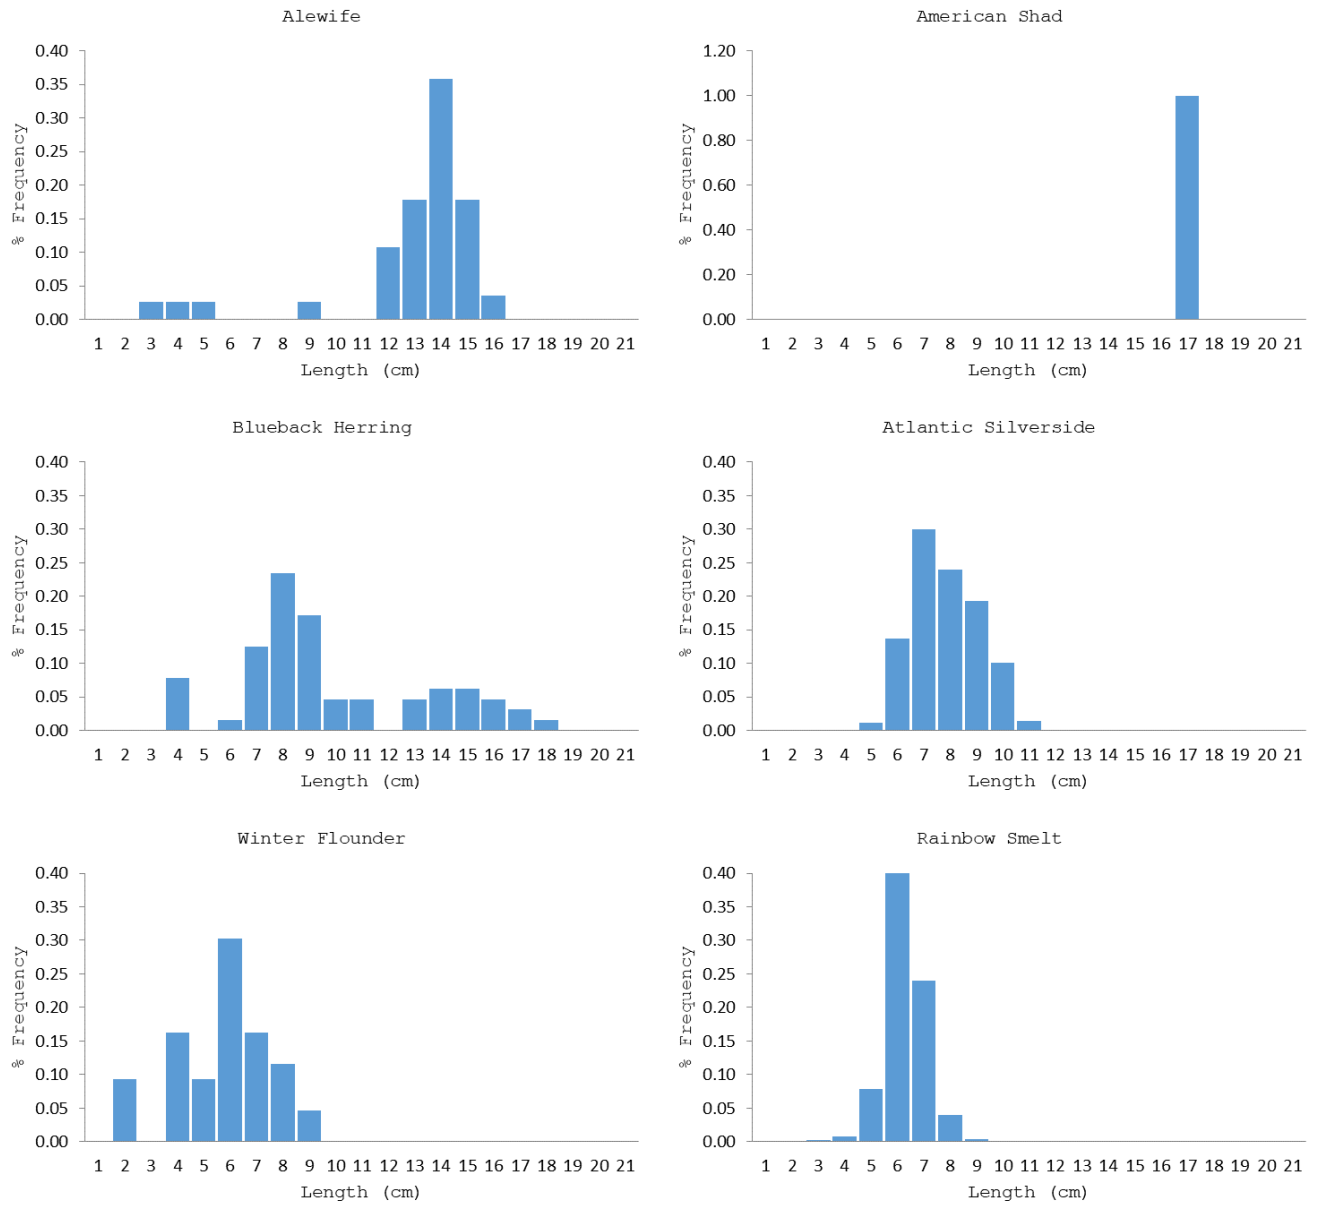 Alewife
0.40
0.35
0.30
0.25
0.20
0.15
0.10
0.05
0.00
% Frequency
1 2 3 4 5 6 7 8 9 10 11 12 13 14 15 16 17 18 19 20 21
Length (cm)
American Shad
1.20
1.00
0.80
0.60
0.40
0.20
0.00
% Frequency
1 2 3 4 5 6 7 8 9 10 11 12 13 14 15 16 17 18 19 20 21
Length (cm)
Blueback Herring
0.40
0.35
0.30
0.25
0.20
0.15
0.10
0.05
0.00
% Frequency
1 2 3 4 5 6 7 8 9 10 11 12 13 14 15 16 17 18 19 20 21
Length (cm)
Atlantic Silverside
0.40
0.35
0.30
0.25
0.20
0.15
0.10
0.05
0.00
% Frequency
1 2 3 4 5 6 7 8 9 10 11 12 13 14 15 16 17 18 19 20 21
Length (cm)
Winter Flounder
0.40
0.35
0.30
0.25
0.20
0.15
0.10
0.05
0.00
% Frequency
1 2 3 4 5 6 7 8 9 10 11 12 13 14 15 16 17 18 19 20 21
Length (cm)
Rainbow Smelt
0.40
0.35
0.30
0.25
0.20
0.15
0.10
0.05
0.00
% Frequency
1 2 3 4 5 6 7 8 9 10 11 12 13 14 15 16 17 18 19 20 21
Length (cm)